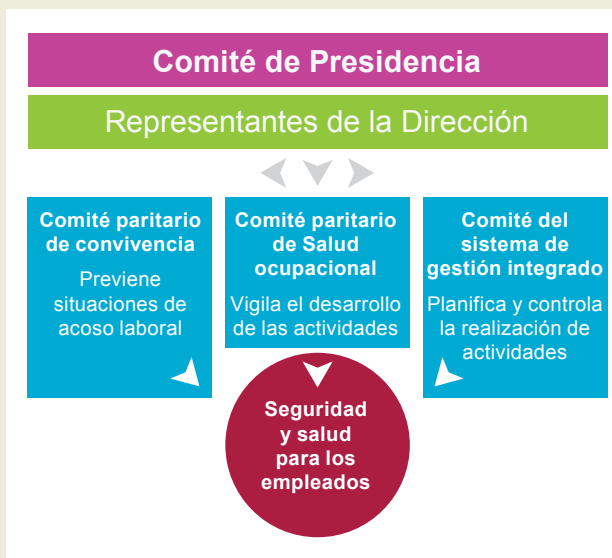 Comité de Presidencia
Representantes de la Dirección
Comité paritario
de convivencia
Previene
situaciones de
acoso laboral
Comité paritario
de Salud
ocupacional
Vigila el desarrollo
de las actividades
Comité del
sistema de
gestión integrado
Planifica y controla
la realización de
actividades
Seguridad
y salud
para los
empleados